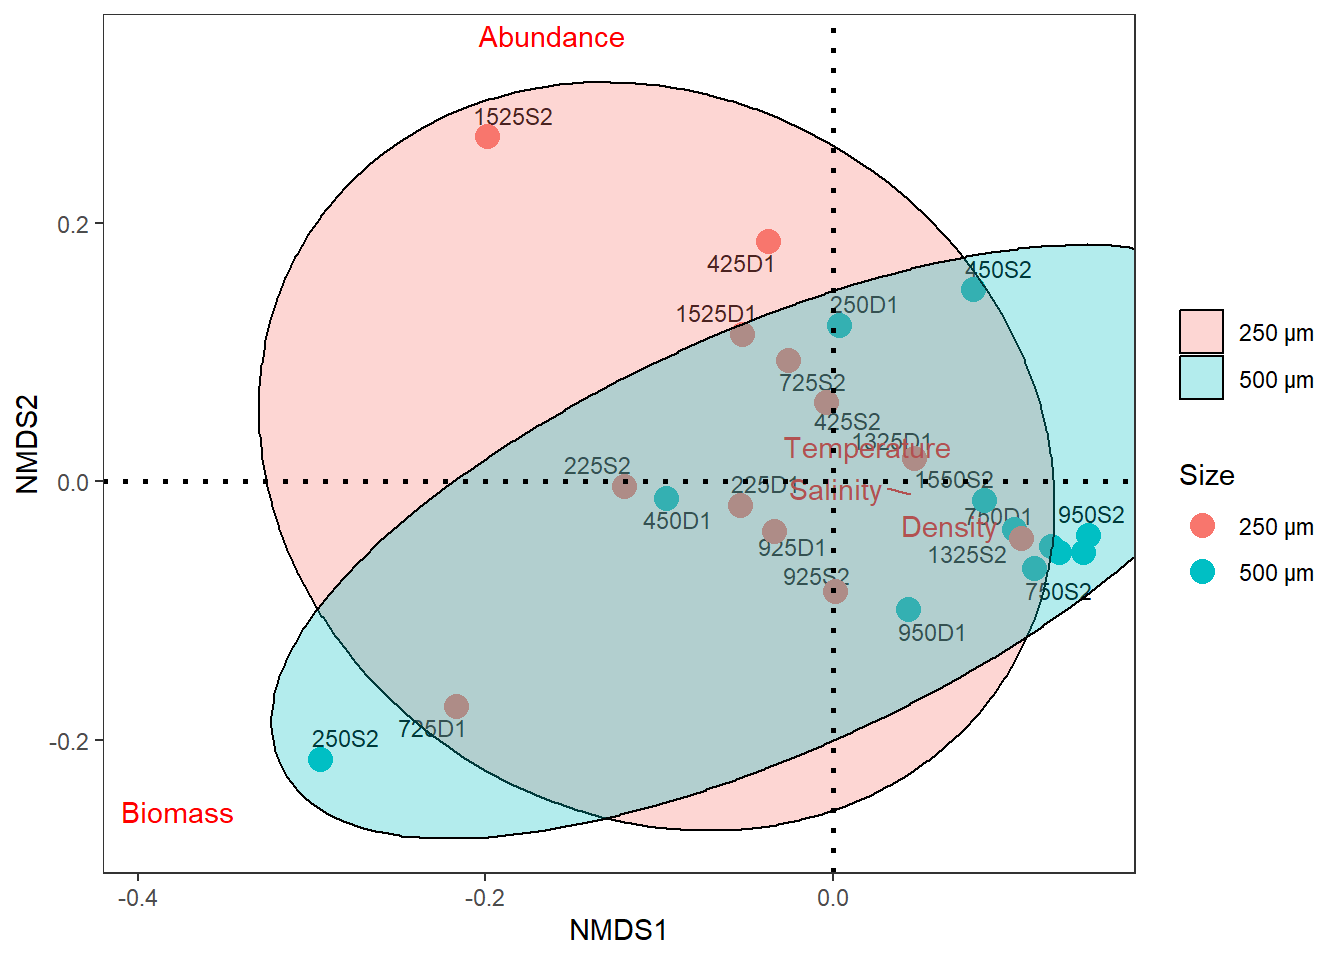 Abundance
1525S2
0.2
425D1
450S2
1525D1
250D1
725S2
425S2
1325D1
Temperature
225S2
225D1
1550S2
0.0
Salinity
450D1
750D1
950S2
Density
925D1
1325S2
925S2
750S2
950D1
725D1
250S2
-0.2
Biomass
-0.4
-0.2
0.0
NMDS1
NMDS2
250 µm
500 µm
Size
250 µm
500 µm